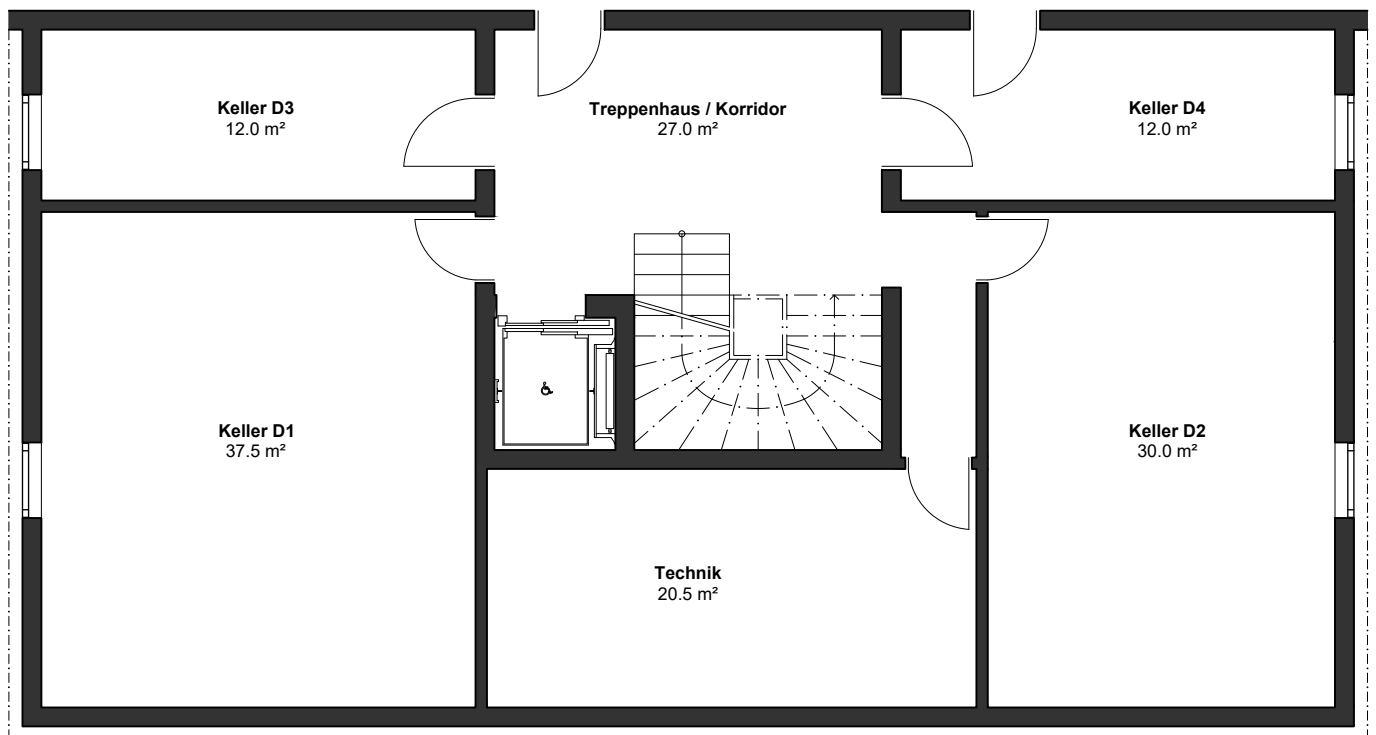 Keller D3
12.0 m²
Treppenhaus / Korridor
27.0 m²
Keller D4
12.0 m²
Keller D1
37.5 m²
Keller D2
30.0 m²
Technik
20.5 m²